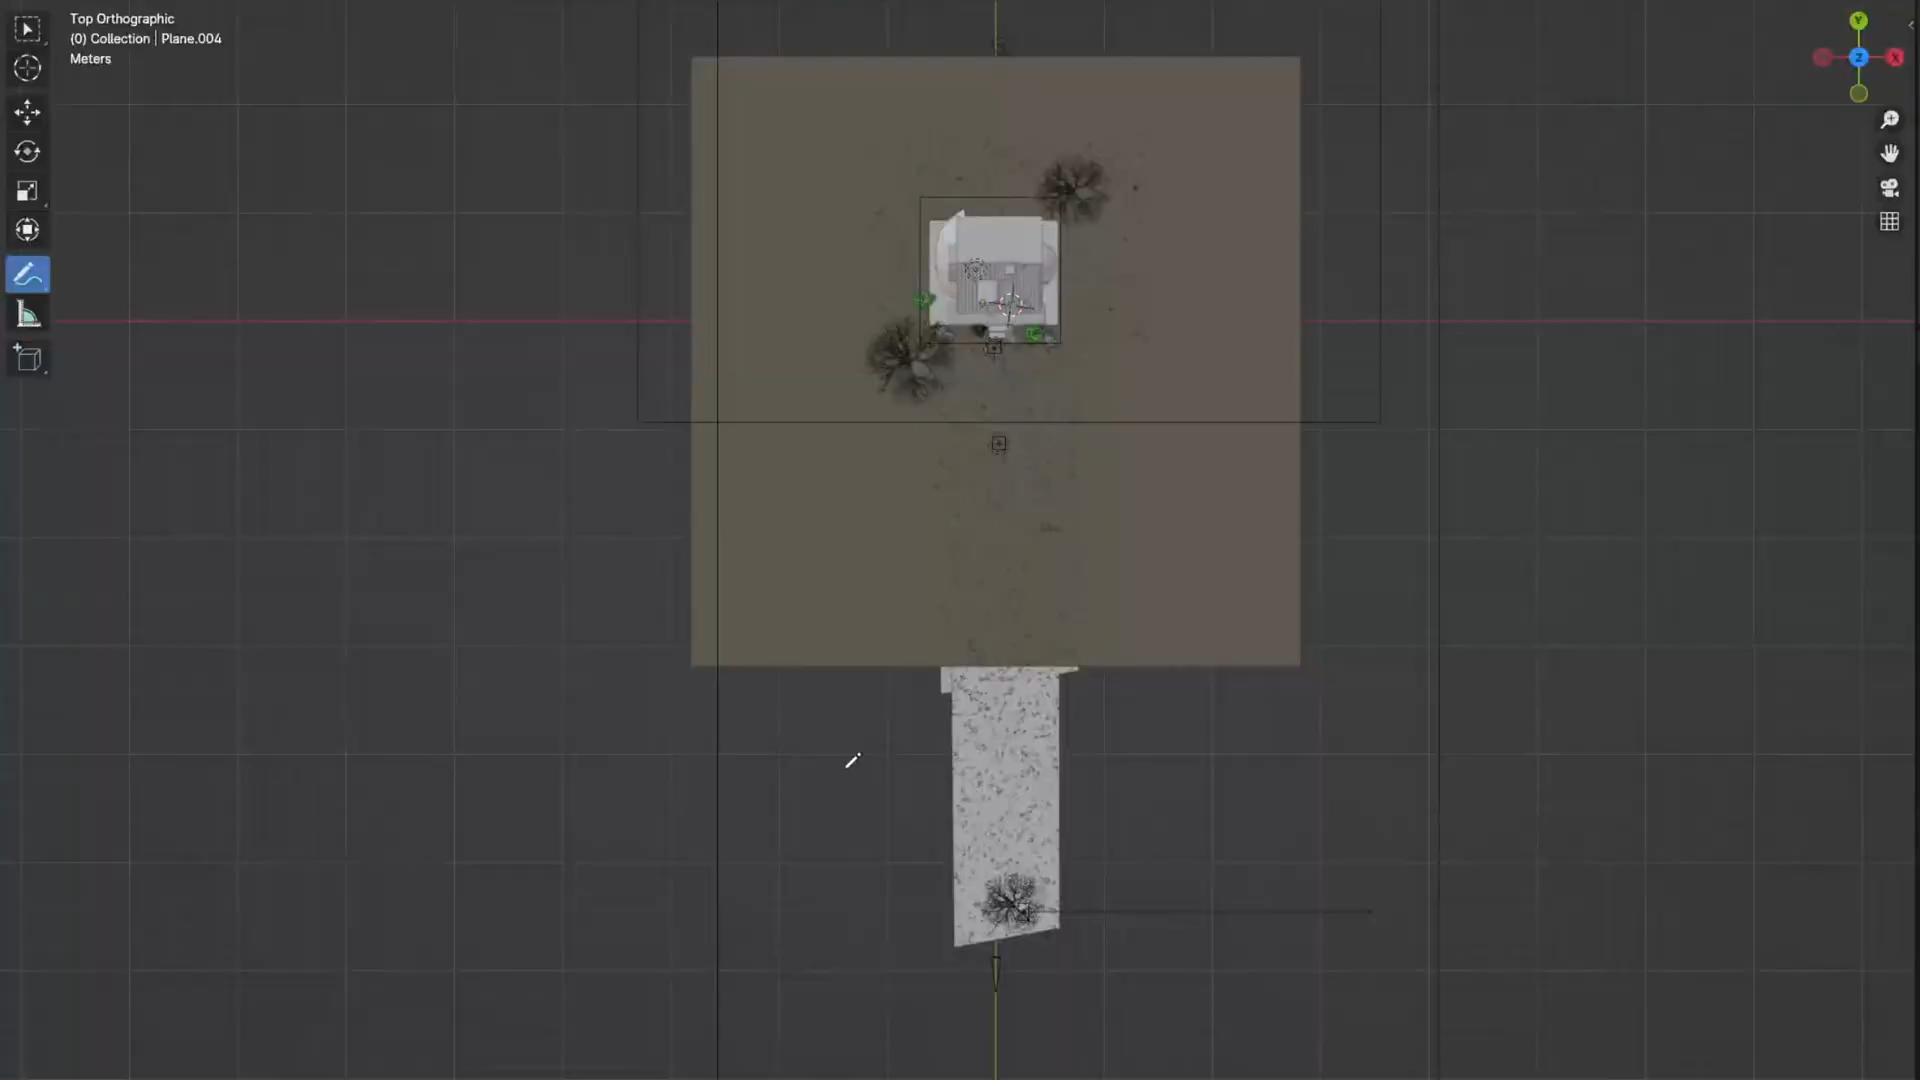 Top Orthographic
(0) Collection | Plane.004
Meters
Y
Z
X